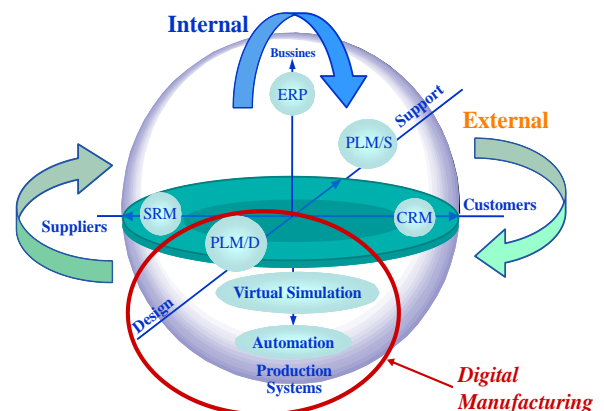 Internal
Bussines
ERP
Support
PLM/S
External
SRM
CRM
Customers
Suppliers
PLM/D
Virtual Simulation
Design
Automation
Production
Systems
Digital
Manufacturing